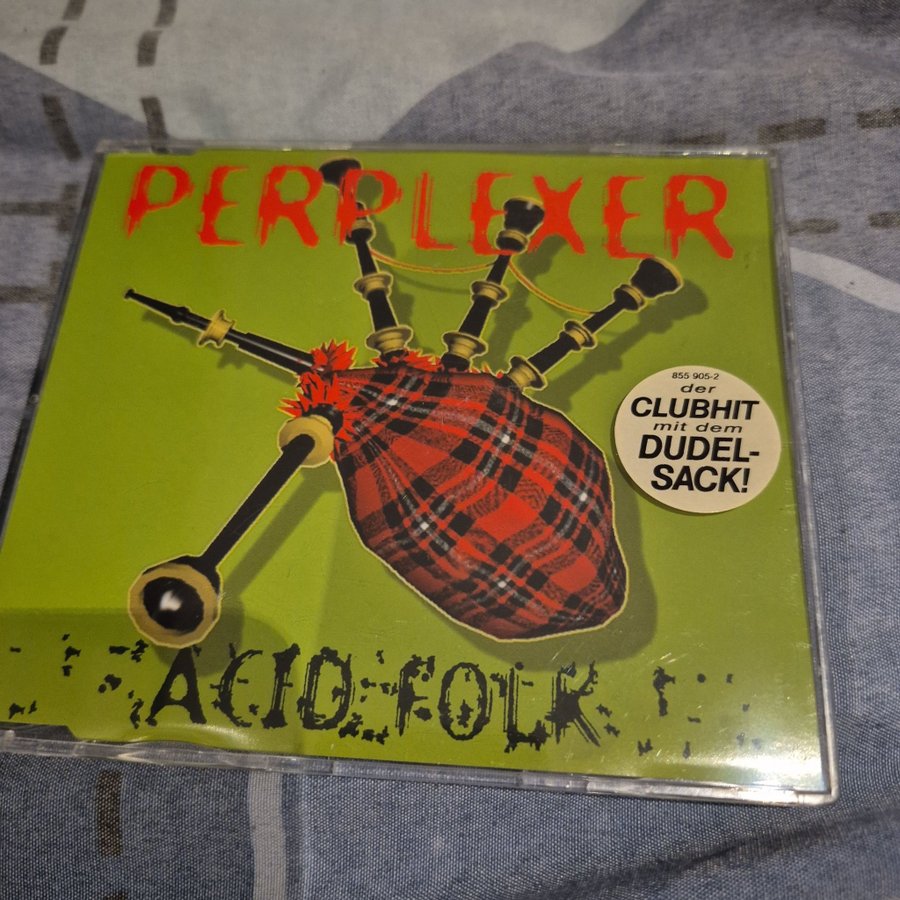 PERPLEXER
855 905-2
der
CLUBHIT
mit dem
DUDEL-
SACK!
ACID FOLK